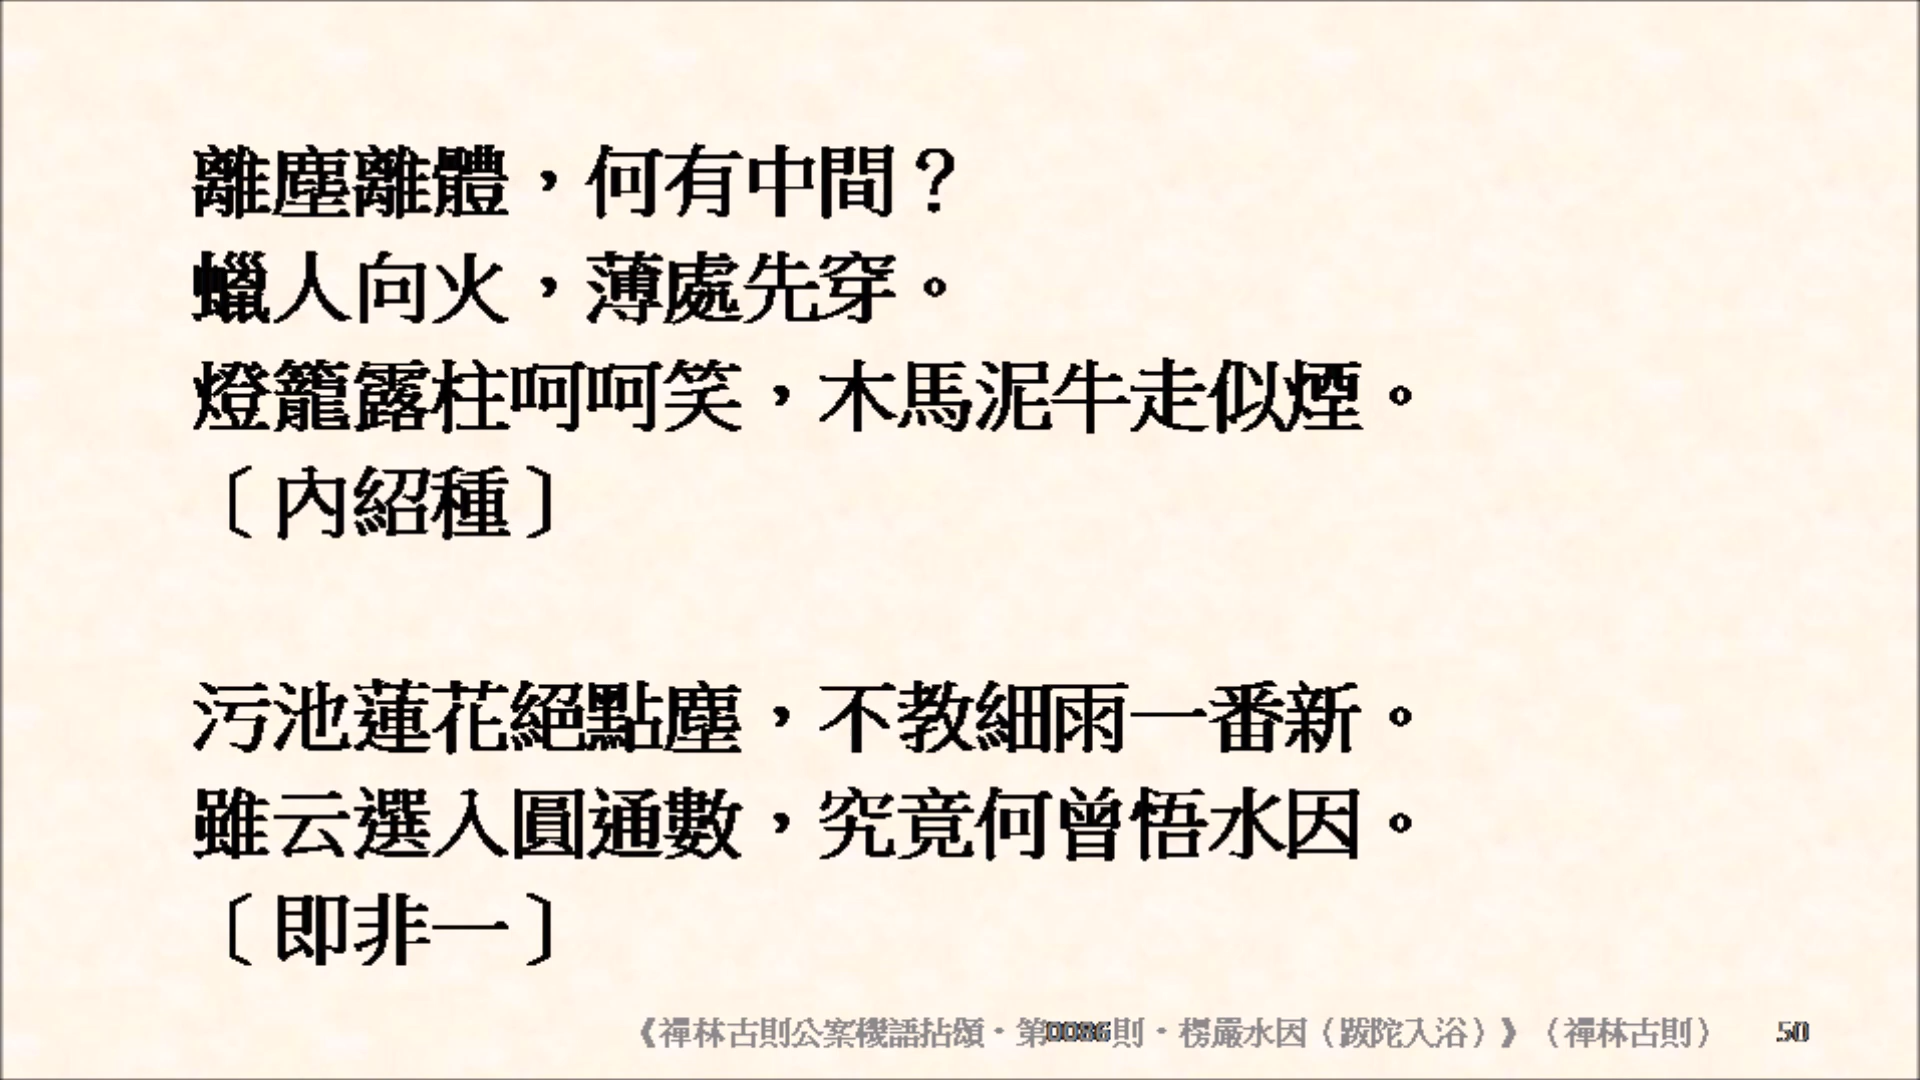 離塵離體，何有中間？
蠟人向火，薄處先穿。
燈籠露柱呵呵笑，木馬泥牛走似煙。
〔內紹種〕
污池蓮花絕點塵，不教細雨一番新。
雖云選入圓通數，究竟何曾悟水因。
〔即非一〕
《禪林古則公案機語拈頌·第0086則·楞嚴水因（跋陀入浴）》（禪林古則） 50